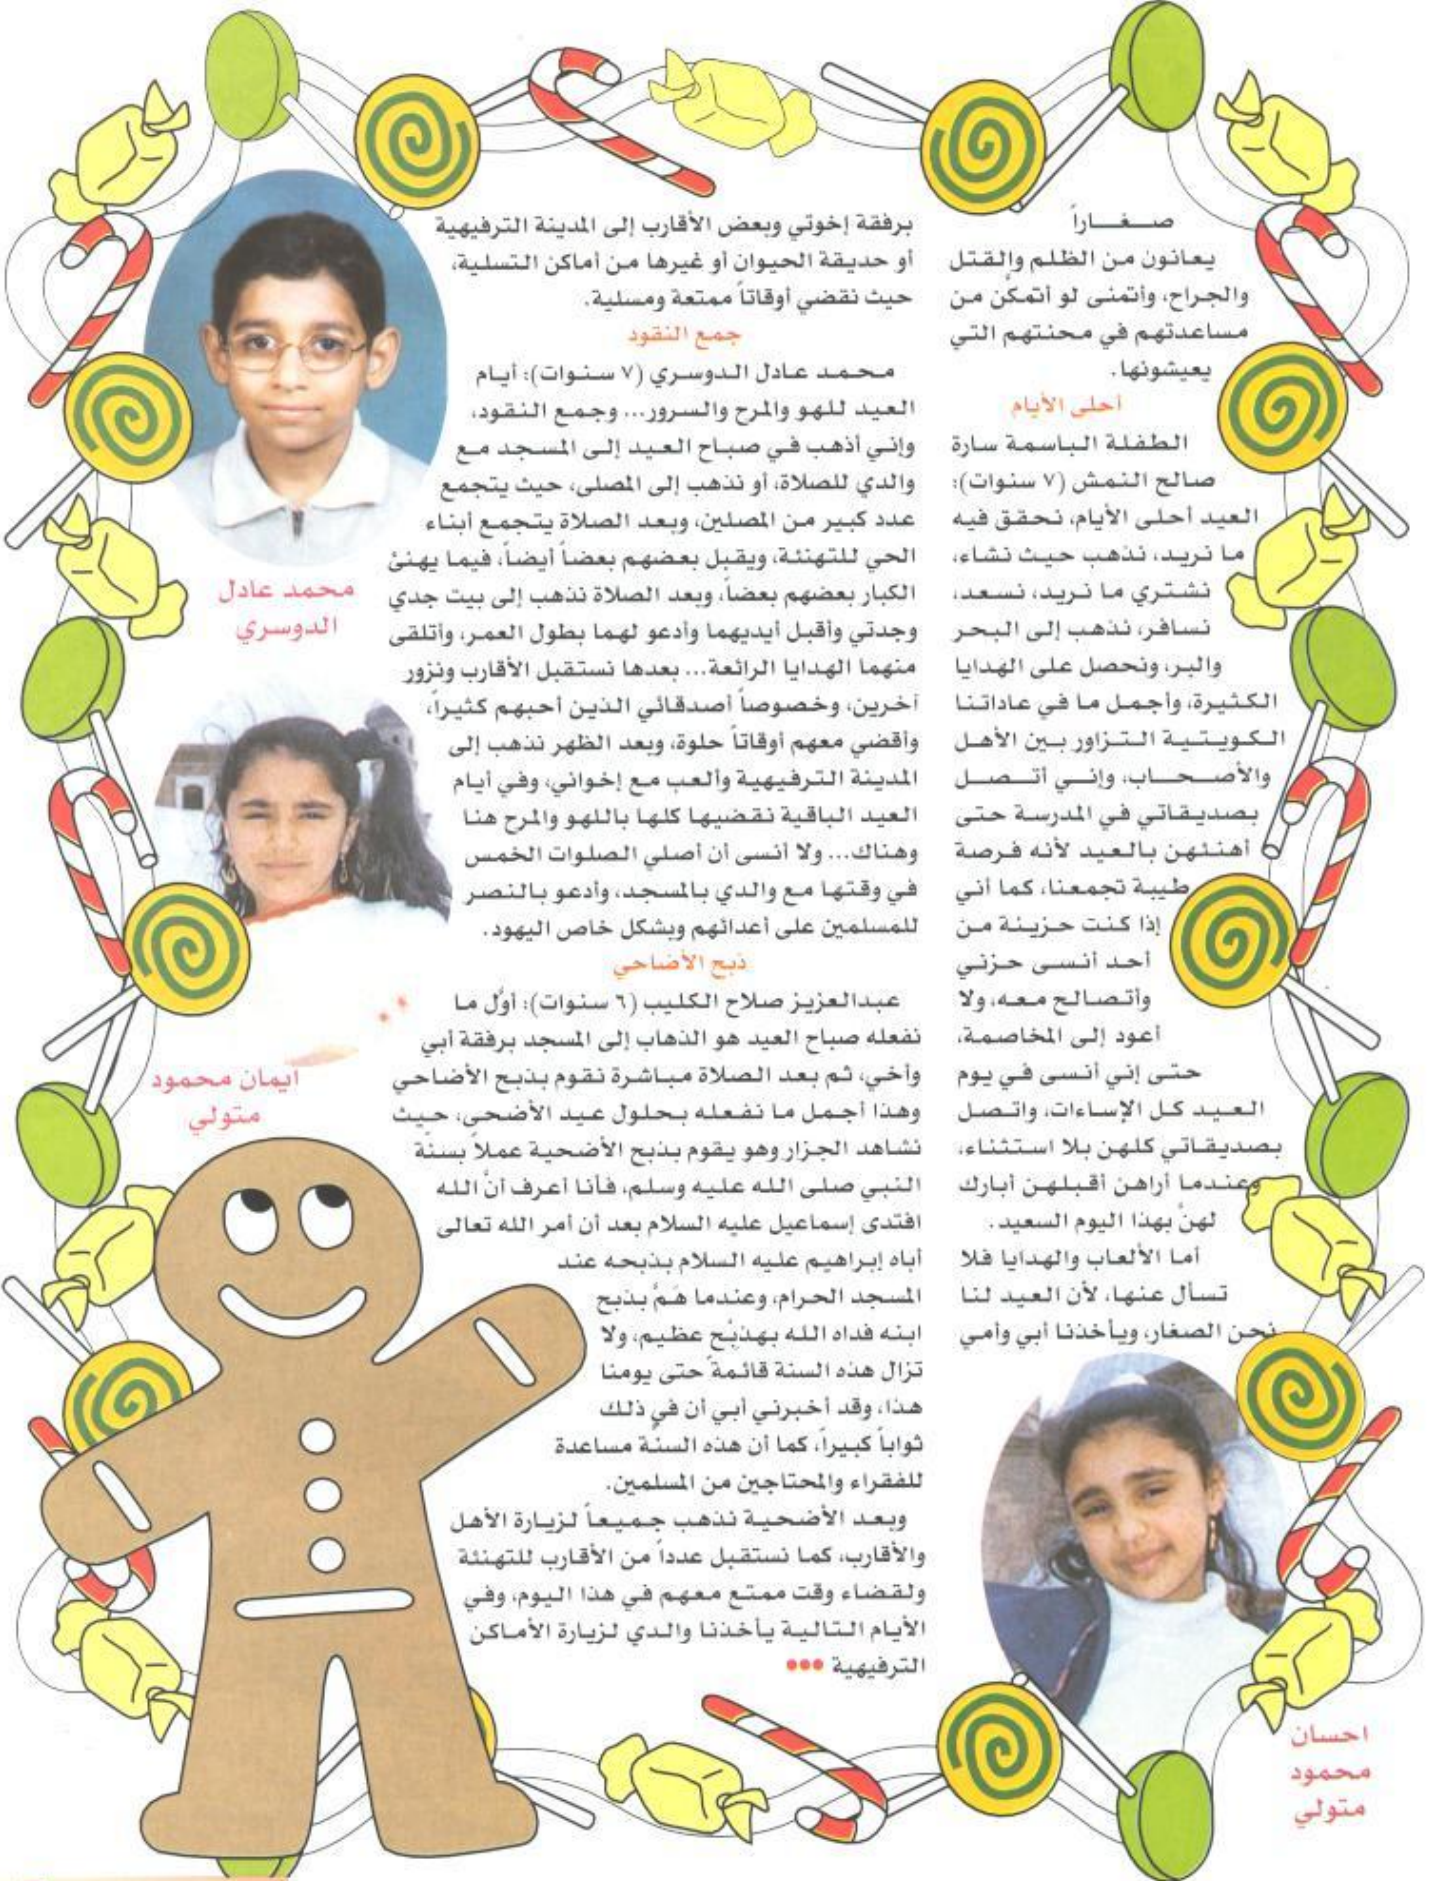 صغاراً
يعانون من الظلم والقتل
والجراح، وأتمنى لو أتمكّن من
مساعدتهم في محنتهم التي
يعيشونها.
أحلى الأيام
الطفلة الباسمة سارة
صالح النمش (٧ سنوات):
العيد أحلى الأيام، نحقق فيه
ما نريد، نذهب حيث نشاء،
نشتري ما نريد، نسعد،
نسافر، نذهب إلى البحر
والبر، ونحصل على الهدايا
الكثيرة، وأجمل ما في عاداتنا
الكويتية التزاور بين الأهل
والأصحاب، وإني أتصل
بصديقاتي في المدرسة حتى
أهنئهن بالعيد لأنه فرصة
طيبة تجمعنا، كما أني
إذا كنت حزينة من
أحد أنسى حزني
وأتصالح معه، ولا
أعود إلى المخاصمة،
حتى إني أنسى في يوم
العيد كل الإساءات، واتصل
بصديقاتي كلهن بلا استثناء،
وعندما أراهن أقبلهن أبارك
لهنّ بهذا اليوم السعيد.
أما الألعاب والهدايا فلا
تسأل عنها، لأن العيد لنا
نحن الصغار، ويأخذنا أبي وأمي
برفقة إخوتي وبعض الأقارب إلى المدينة الترفيهية
أو حديقة الحيوان أو غيرها من أماكن التسلية،
حيث نقضي أوقاتاً ممتعة ومسلية.
جمع النقود
محمد عادل الدوسري (٧ سنوات): أيام
العيد للهو والمرح والسرور... وجمع النقود،
وإني أذهب في صباح العيد إلى المسجد مع
والدي للصلاة، أو نذهب إلى المصلى، حيث يتجمع
عدد كبير من المصلين، وبعد الصلاة يتجمع أبناء
الحي للتهنئة، ويقبل بعضهم بعضاً أيضاً، فيما يهنئ
الكبار بعضهم بعضاً، وبعد الصلاة نذهب إلى بيت جدي
وجدتي وأقبل أيديهما وأدعو لهما بطول العمر، وأتلقى
منهما الهدايا الرائعة... بعدها نستقبل الأقارب ونزور
آخرين، وخصوصاً أصدقائي الذين أحبهم كثيراً،
وأقضي معهم أوقاتاً حلوة، وبعد الظهر نذهب إلى
المدينة الترفيهية وألعب مع إخواني، وفي أيام
العيد الباقية نقضيها كلها باللهو والمرح هنا
وهناك... ولا أنسى أن أصلي الصلوات الخمس
في وقتها مع والدي بالمسجد، وأدعو بالنصر
للمسلمين على أعدائهم وبشكل خاص اليهود.
ذبح الأضاحي
عبدالعزيز صلاح الكليب (٦ سنوات): أوّل ما
نفعله صباح العيد هو الذهاب إلى المسجد برفقة أبي
وأخي، ثم بعد الصلاة مباشرة نقوم بذبح الأضاحي
وهذا أجمل ما نفعله بحلول عيد الأضحى، حيث
نشاهد الجزار وهو يقوم بذبح الأضحية عملاً بسنّة
النبي صلى الله عليه وسلم، فأنا أعرف أنّ الله
افتدى إسماعيل عليه السلام بعد أن أمر الله تعالى
أباه إبراهيم عليه السلام بذبحه عند
المسجد الحرام، وعندما همّ بذبح
ابنه فداه الله بهذبْح عظيم، ولا
تزال هذه السنة قائمة حتى يومنا
هذا، وقد أخبرني أبي أن في ذلك
ثواباً كبيراً، كما أن هذه السنّة مساعدة
للفقراء والمحتاجين من المسلمين.
وبعد الأضحية نذهب جميعاً لزيارة الأهل
والأقارب، كما نستقبل عدداً من الأقارب للتهنئة
ولقضاء وقت ممتع معهم في هذا اليوم، وفي
الأيام التالية يأخذنا والدي لزيارة الأماكن
الترفيهية
محمد عادل
الدوسري
ايمان محمود
متولي
احسان
محمود
متولي